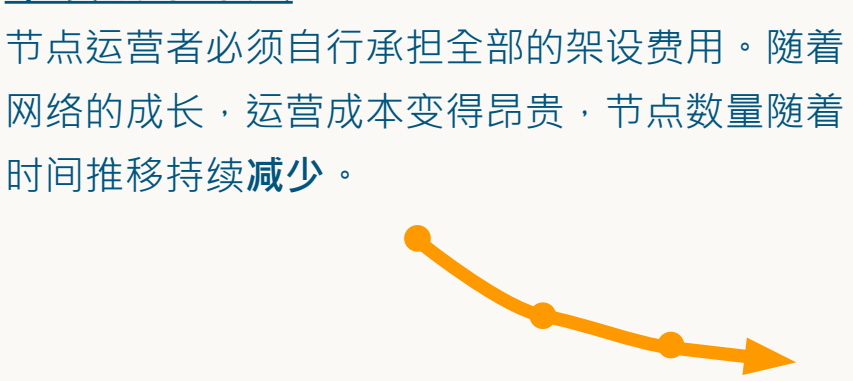 节点运营者必须自行承担全部的架设费用。随着
网络的成长，运营成本变得昂贵，节点数量随着
时间推移持续减少。